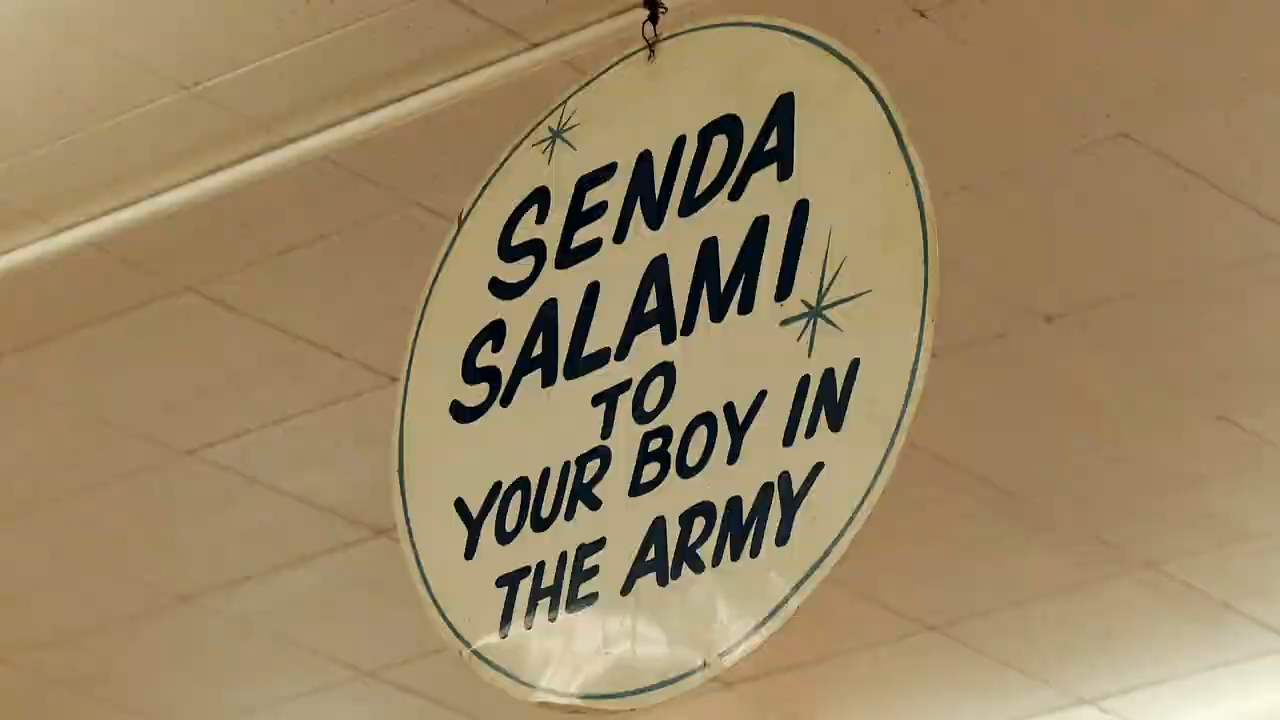 SENDA
SALAMI
TO
YOUR BOY IN
THE ARMY